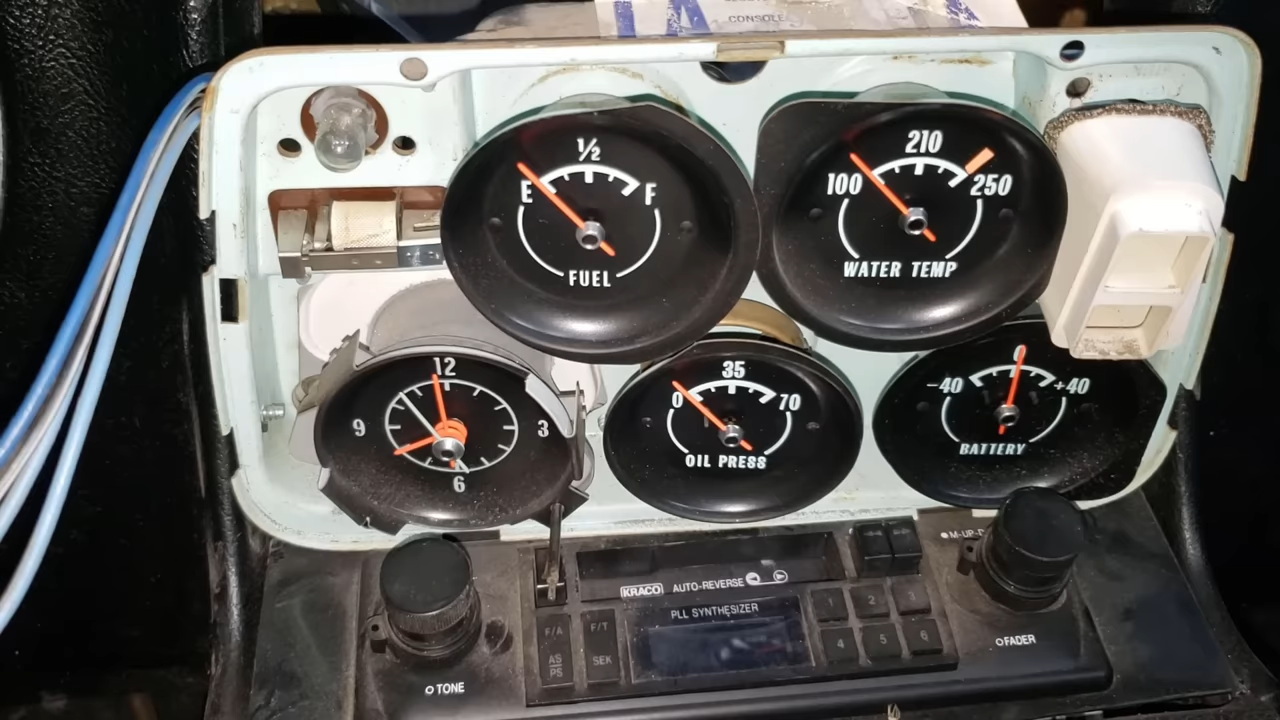 CONSOLE
½
E F
FUEL
210
100 250
WATER TEMP
12
9 3
6
35
0 70
OIL PRESS
0
-40 +40
BATTERY
KRACO AUTO-REVERSE
PLL SYNTHESIZER
F/A F/T
AS
PS
SEK
1 2 3
4 5 6
TONE
FADER